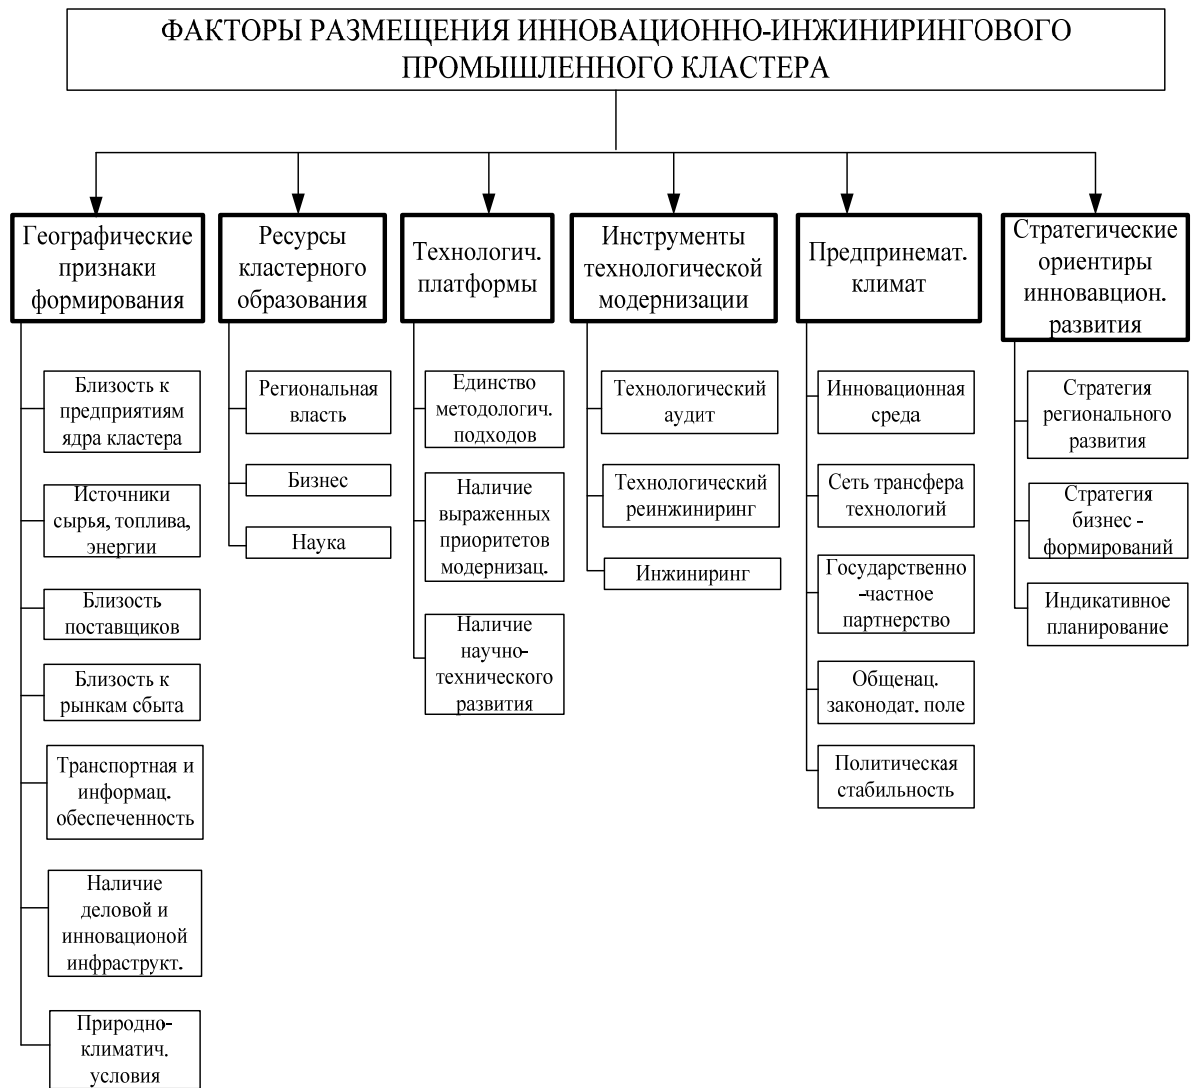 ФАКТОРЫ РАЗМЕЩЕНИЯ ИННОВАЦИОННО-ИНЖИНИРИНГОВОГО
ПРОМЫШЛЕННОГО КЛАСТЕРА
Географические
признаки
формирования
Близость к
предприятиям
ядра кластера
Источники
сырья, топлива,
энергии
Близость
поставщиков
Близость к
рынкам сбыта
Транспортная и
информац.
обеспеченность
Наличие
деловой и
инновационой
инфраструкт.
Природно-
климатич.
условия
Ресурсы
кластерного
образования
Региональная
власть
Бизнес
Наука
Технологич.
платформы
Единство
методологич.
подходов
Наличие
выраженных
приоритетов
модернизац.
Наличие
научно-
технического
развития
Инструменты
технологической
модернизации
Технологический
аудит
Технологический
реинжиниринг
Инжиниринг
Предпринемат.
климат
Инновационная
среда
Сеть трансфера
технологий
Государственно
-частное
партнерство
Общенац.
законодат. поле
Политическая
стабильность
Стратегические
ориентиры
инновавцион.
развития
Стратегия
регионального
развития
Стратегия
бизнес -
формирований
Индикативное
планирование